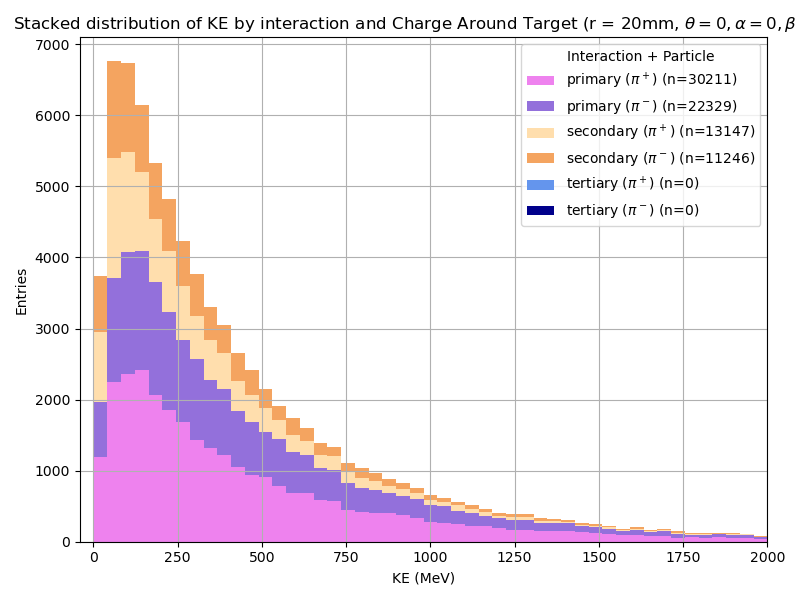 Stacked distribution of KE by interaction and Charge Around Target (r = 20mm, θ = 0, α = 0, β
7000
6000
5000
4000
3000
2000
1000
0
Entries
Interaction + Particle
primary (π⁺) (n=30211)
primary (π⁻) (n=22329)
secondary (π⁺) (n=13147)
secondary (π⁻) (n=11246)
tertiary (π⁺) (n=0)
tertiary (π⁻) (n=0)
0 250 500 750 1000 1250 1500 1750 2000
KE (MeV)